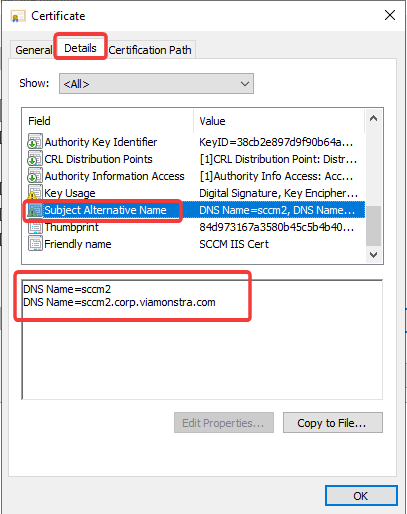 Certificate
General Details Certification Path
Show: <All>
Field Value
Authority Key Identifier KeyID=38cb2e897d9f90b64a...
CRL Distribution Points [1]CRL Distribution Point: Distr...
Authority Information Access [1]Authority Info Access: Acc...
Key Usage Digital Signature, Key Encipher...
Subject Alternative Name DNS Name=sccm2, DNS Name...
Thumbprint 84d973167a3580b45c5b4b40...
Friendly name SCCM IIS Cert
DNS Name=sccm2
DNS Name=sccm2.corp.viamonstra.com
Edit Properties... Copy to File...
OK